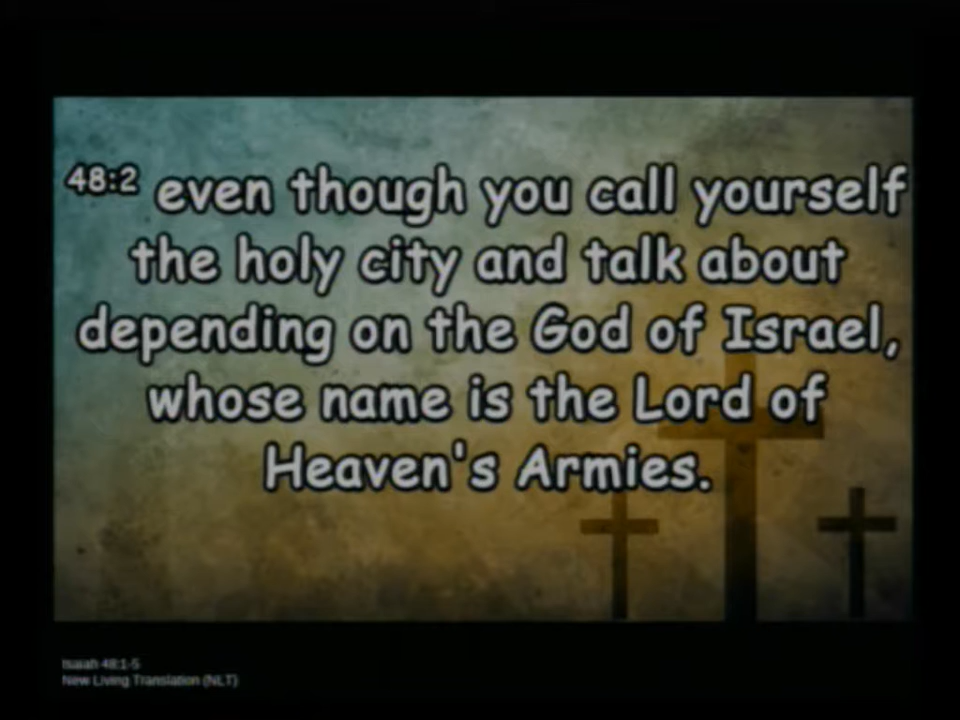 48:2 even though you call yourself
the holy city and talk about
depending on the God of Israel,
whose name is the Lord of
Heaven's Armies.
Isaiah 48:1-5
New Living Translation (NLT)